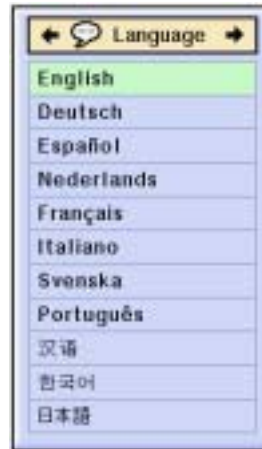 Language
English
Deutsch
Español
Nederlands
Français
Italiano
Svenska
Português
汉语
한국어
日本語